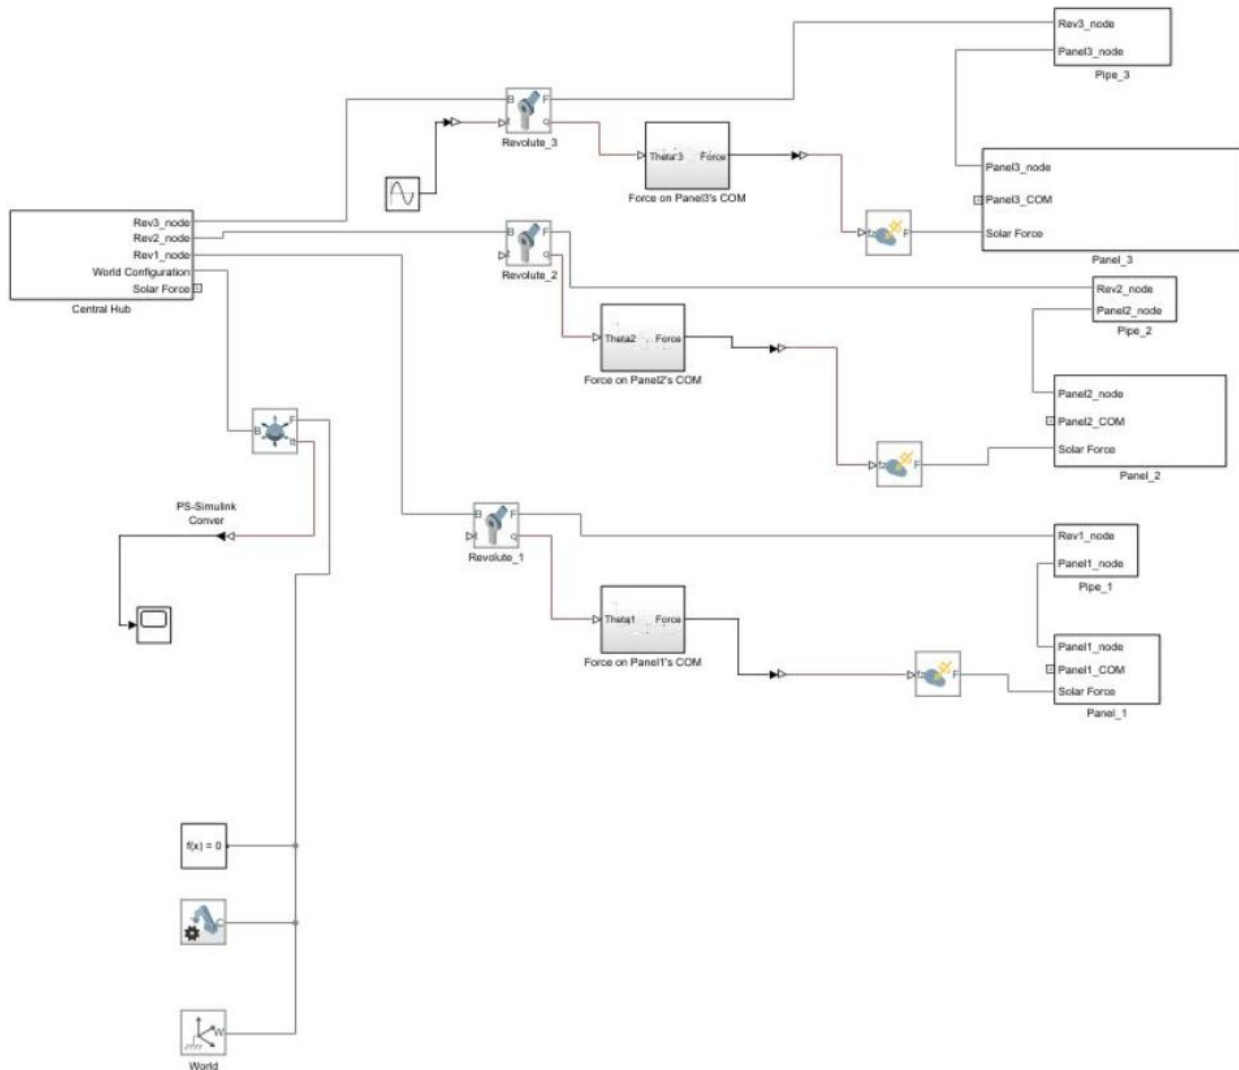 Rev3_node
Panel3_node
Pipe_3
B
F
t
q
Revolute_3
Theta3
Force
Force on Panel3's COM
Panel3_node
Panel3_COM
Solar Force
Panel_3
fz
F
Rev3_node
Rev2_node
Rev1_node
World Configuration
Solar Force
Central Hub
B
F
t
q
Revolute_2
Rev2_node
Panel2_node
Pipe_2
Theta2
Force
Force on Panel2's COM
Panel2_node
Panel2_COM
Solar Force
Panel_2
fz
F
B
F
PS-Simulink
Conver
B
F
t
q
Revolute_1
Rev1_node
Panel1_node
Pipe_1
Theta1
Force
Force on Panel1's COM
Panel1_node
Panel1_COM
Solar Force
Panel_1
fz
F
f(x) = 0
W
World